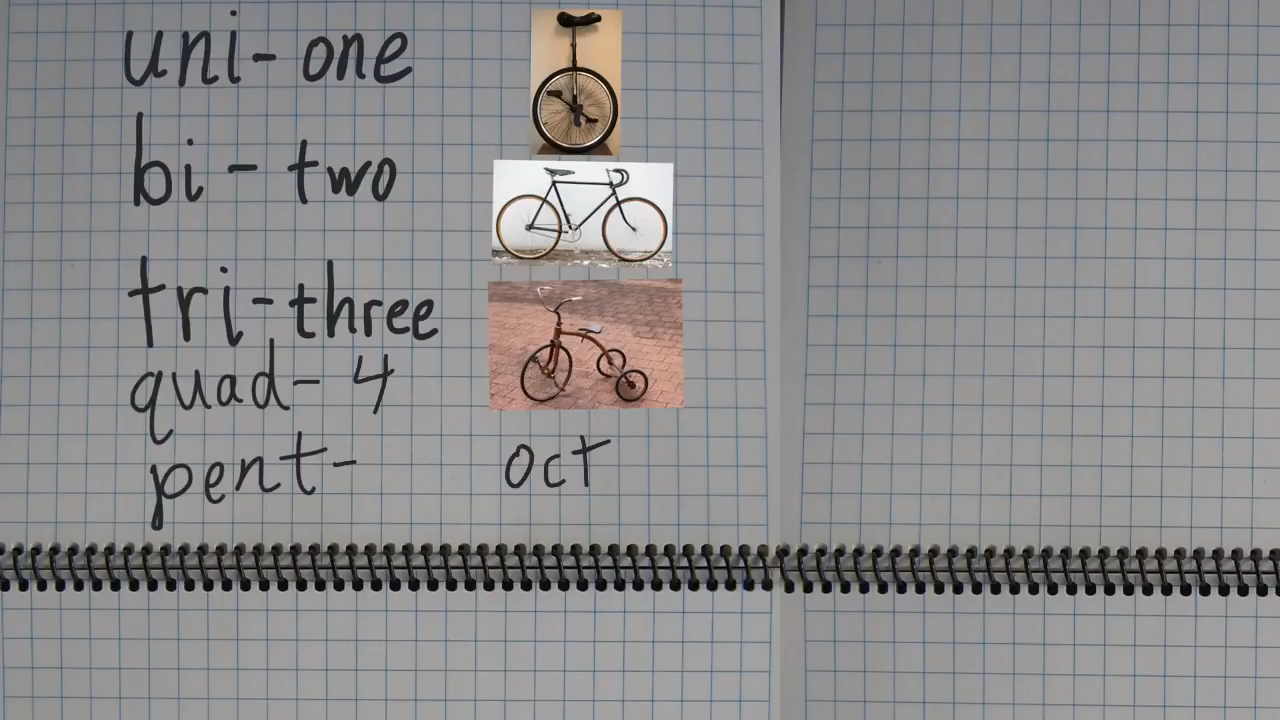 uni- one
bi - two
tri- three
quad- 4
pent- oct